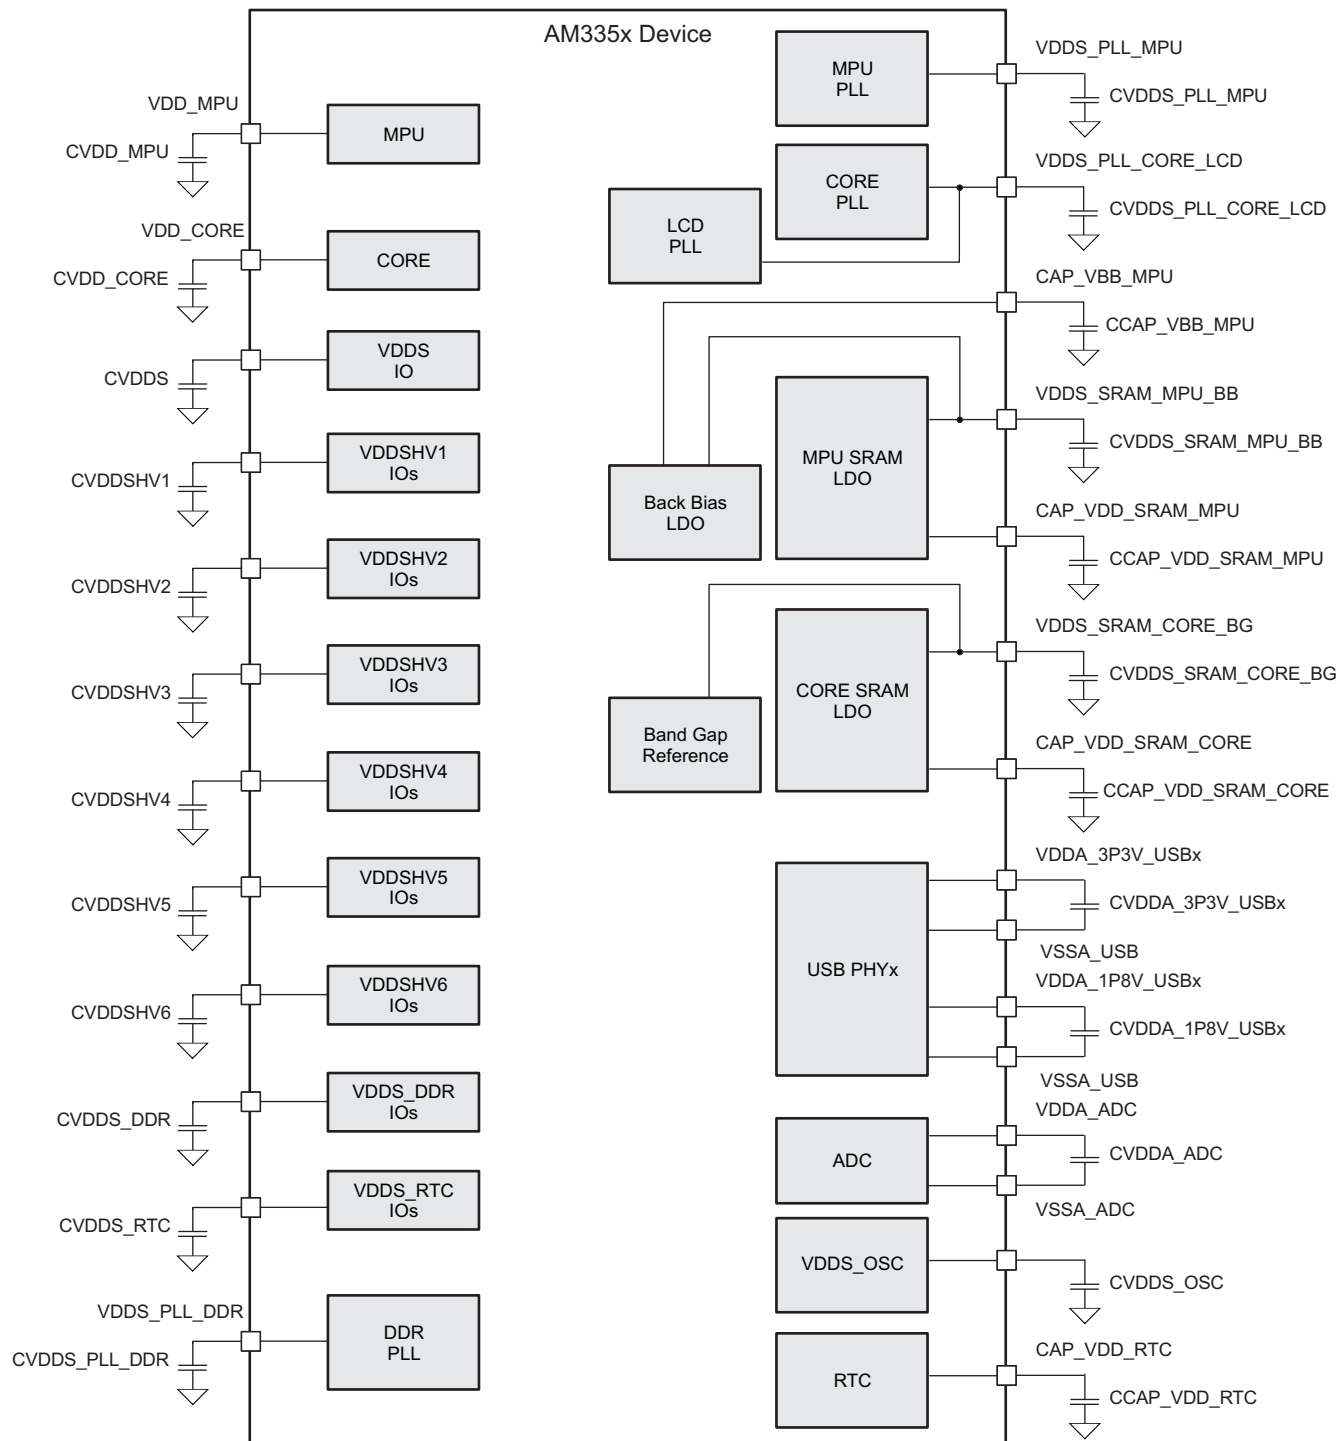 AM335x Device
VDD_MPU
CVDD_MPU
MPU
VDD_CORE
CVDD_CORE
CORE
CVDDS
VDDS
IO
CVDDSHV1
VDDSHV1
IOs
CVDDSHV2
VDDSHV2
IOs
CVDDSHV3
VDDSHV3
IOs
CVDDSHV4
VDDSHV4
IOs
CVDDSHV5
VDDSHV5
IOs
CVDDSHV6
VDDSHV6
IOs
CVDDS_DDR
VDDS_DDR
IOs
CVDDS_RTC
VDDS_RTC
IOs
VDDS_PLL_DDR
CVDDS_PLL_DDR
DDR
PLL
MPU
PLL
VDDS_PLL_MPU
CVDDS_PLL_MPU
CORE
PLL
LCD
PLL
VDDS_PLL_CORE_LCD
CVDDS_PLL_CORE_LCD
CAP_VBB_MPU
CCAP_VBB_MPU
Back Bias
LDO
MPU SRAM
LDO
VDDS_SRAM_MPU_BB
CVDDS_SRAM_MPU_BB
CAP_VDD_SRAM_MPU
CCAP_VDD_SRAM_MPU
Band Gap
Reference
CORE SRAM
LDO
VDDS_SRAM_CORE_BG
CVDDS_SRAM_CORE_BG
CAP_VDD_SRAM_CORE
CCAP_VDD_SRAM_CORE
USB PHYx
VDDA_3P3V_USBx
CVDDA_3P3V_USBx
VSSA_USB
VDDA_1P8V_USBx
CVDDA_1P8V_USBx
VSSA_USB
ADC
VDDA_ADC
CVDDA_ADC
VSSA_ADC
VDDS_OSC
CVDDS_OSC
RTC
CAP_VDD_RTC
CCAP_VDD_RTC